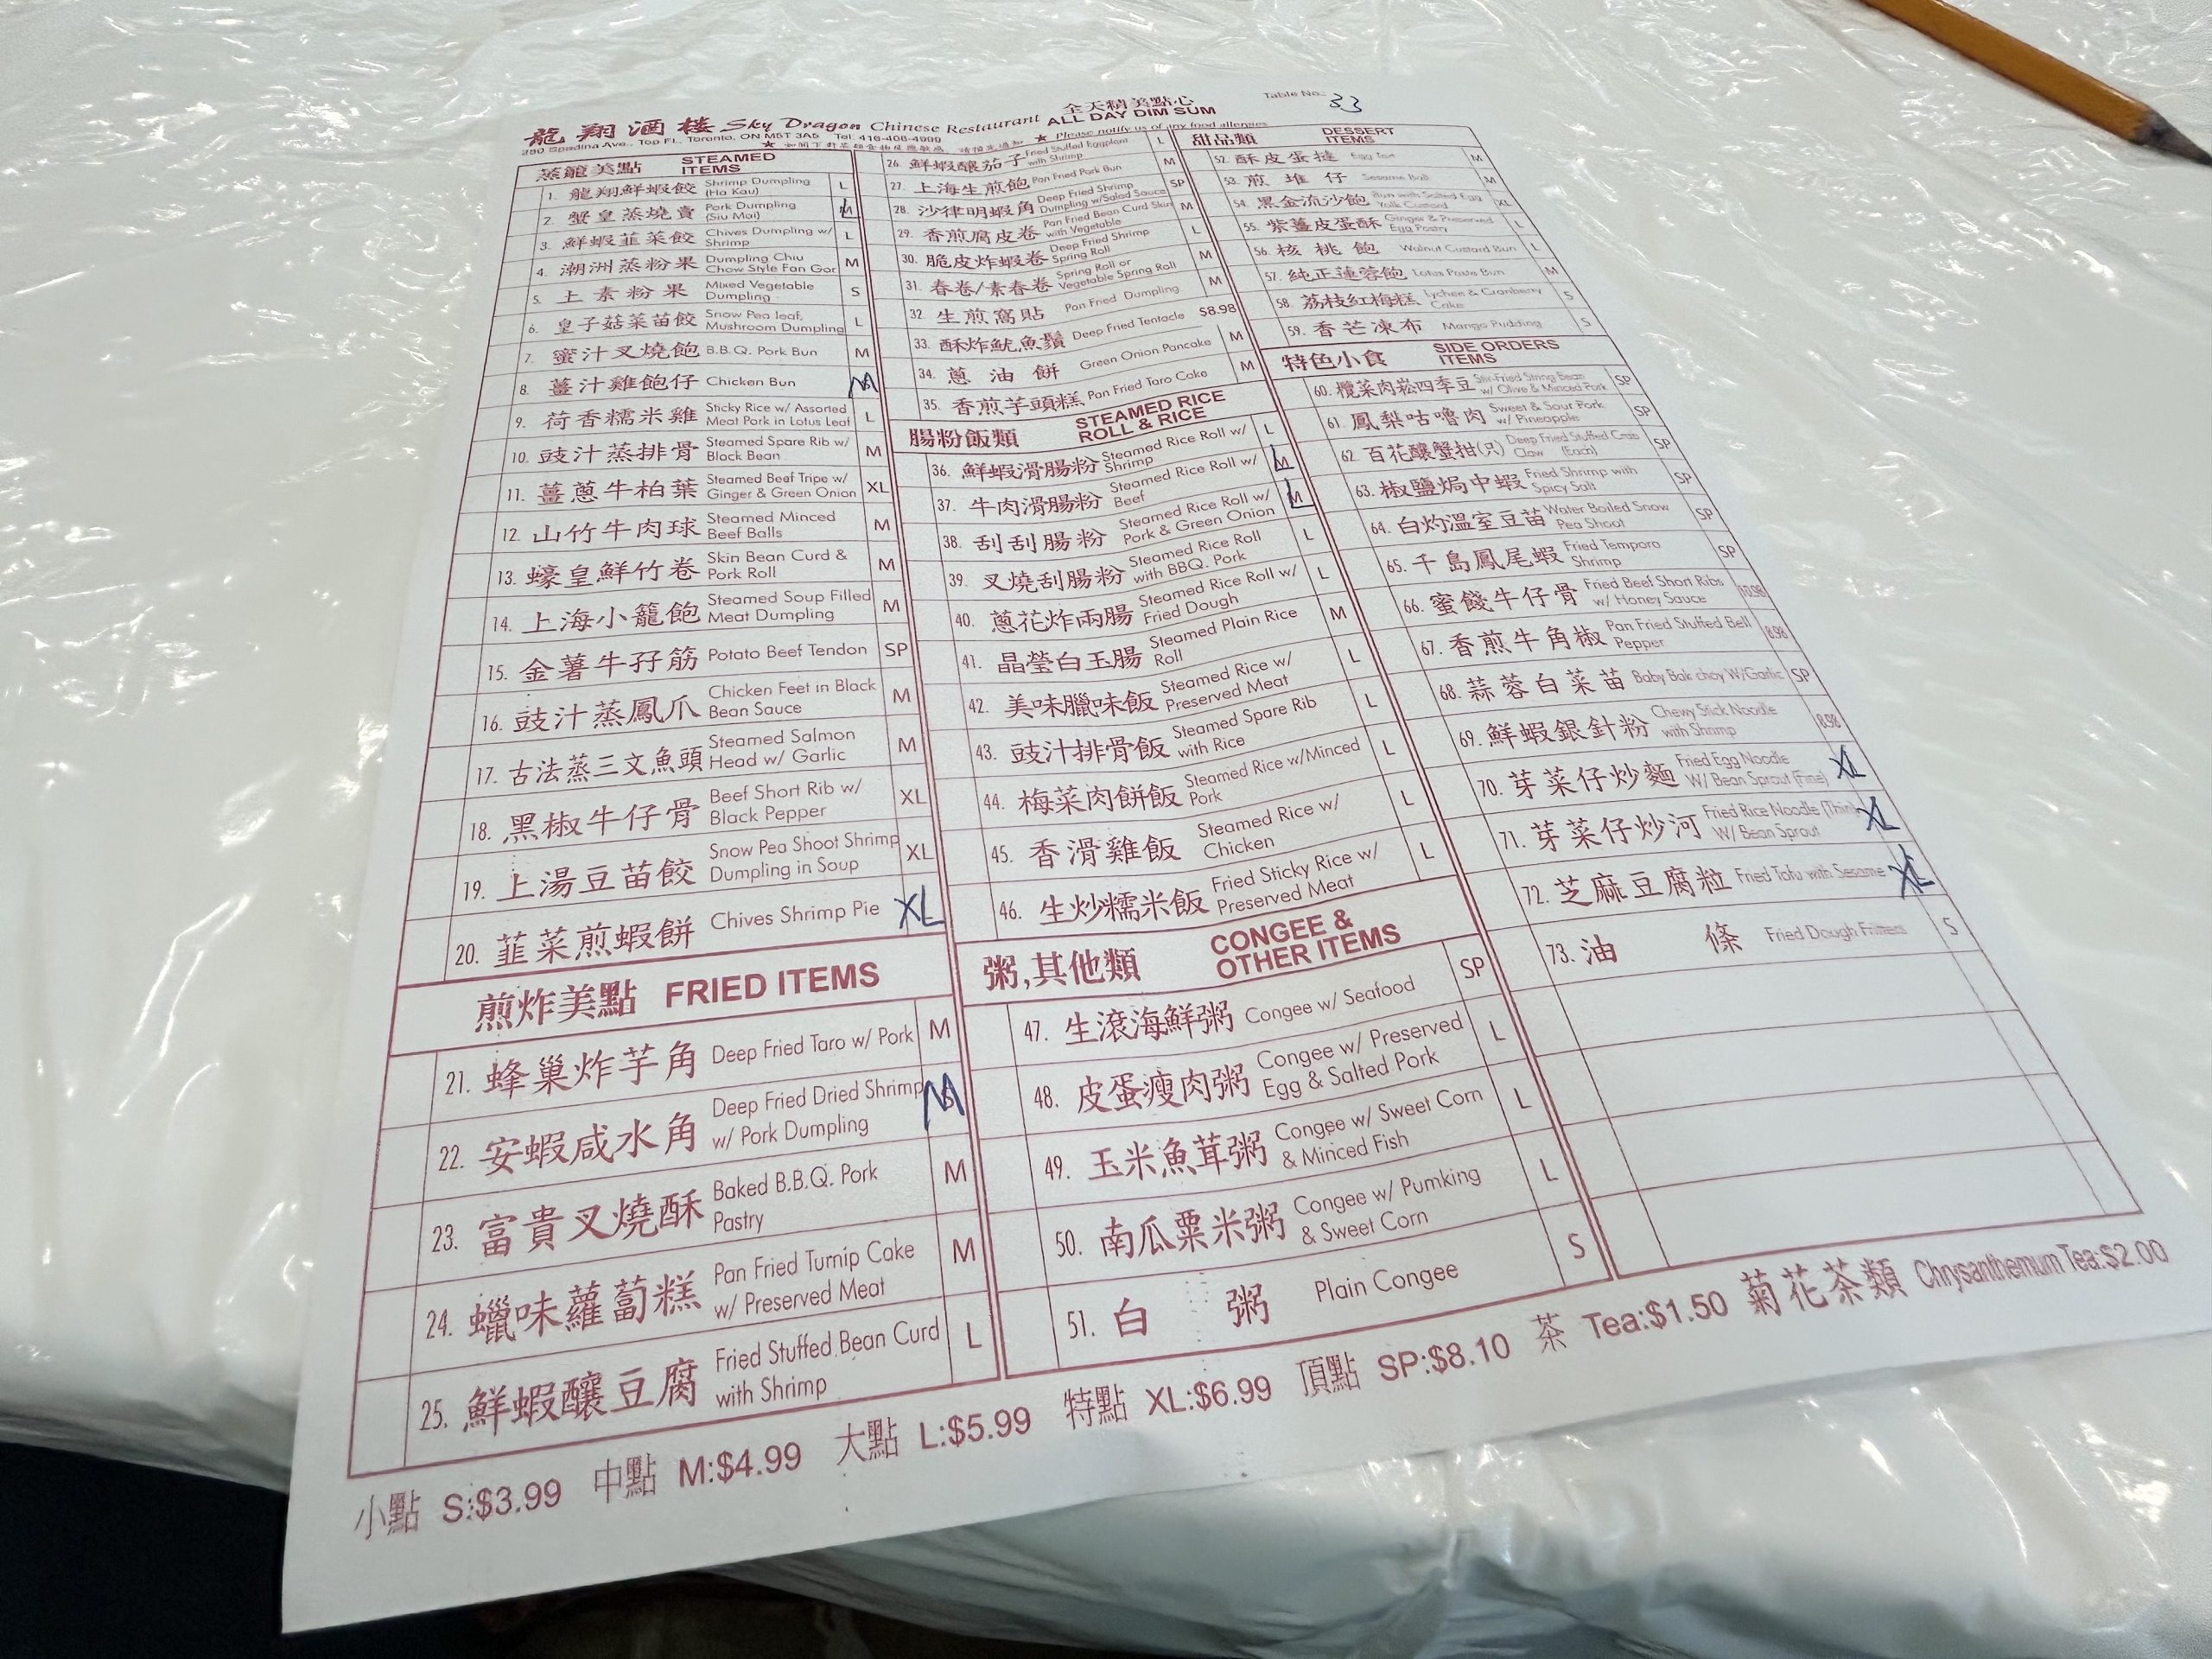 龍翔酒樓 Sky Dragon Chinese Restaurant
全天精美點心
ALL DAY DIM SUM
Table No.: 33
280 Spadina Ave., Top Fl., Toronto, ON M5T 3A5 Tel: 416-408-4999
★ Please notify us of any food allergies
蒸籠美點 STEAMED ITEMS
1. 龍翔鮮蝦餃 Shrimp Dumpling (Ha Kau) L
2. 蟹皇蒸燒賣 Pork Dumpling (Siu Mai) L
3. 鮮蝦韮菜餃 Chives Dumpling w/ Shrimp L
4. 潮洲蒸粉果 Dumpling Chiu Chow Style Fan Gor M
5. 上素粉果 Mixed Vegetable Dumpling S
6. 皇子菇菜苗餃 Snow Pea leaf, Mushroom Dumpling L
7. 蜜汁叉燒飽 B.B.Q. Pork Bun M
8. 薑汁雞飽仔 Chicken Bun M
9. 荷香糯米雞 Sticky Rice w/ Assorted Meat Pork in Lotus Leaf L
10. 豉汁蒸排骨 Steamed Spare Rib w/ Black Bean M
11. 薑蔥牛柏葉 Steamed Beef Tripe w/ Ginger & Green Onion XL
12. 山竹牛肉球 Steamed Minced Beef Balls M
13. 蠔皇鮮竹卷 Skin Bean Curd & Pork Roll M
14. 上海小籠飽 Steamed Soup Filled Meat Dumpling M
15. 金薯牛孖筋 Potato Beef Tendon SP
16. 豉汁蒸鳳爪 Chicken Feet in Black Bean Sauce M
17. 古法蒸三文魚頭 Steamed Salmon Head w/ Garlic M
18. 黑椒牛仔骨 Beef Short Rib w/ Black Pepper XL
19. 上湯豆苗餃 Snow Pea Shoot Shrimp Dumpling in Soup XL
20. 韮菜煎蝦餅 Chives Shrimp Pie XL
煎炸美點 FRIED ITEMS
21. 蜂巢炸芋角 Deep Fried Taro w/ Pork M
22. 安蝦咸水角 Deep Fried Dried Shrimp w/ Pork Dumpling M
23. 富貴叉燒酥 Baked B.B.Q. Pork Pastry M
24. 蠟味蘿蔔糕 Pan Fried Turnip Cake w/ Preserved Meat M
25. 鮮蝦釀豆腐 Fried Stuffed Bean Curd with Shrimp L
26. 鮮蝦釀茄子 Fried Stuffed Eggplant with Shrimp L
27. 上海生煎飽 Pan Fried Pork Bun M
28. 沙律明蝦角 Deep Fried Shrimp Dumpling w/Salad Sauce SP
29. 香煎腐皮卷 Pan Fried Bean Curd Skin with Vegetable M
30. 脆皮炸蝦卷 Deep Fried Shrimp Spring Roll L
31. 春卷/素春卷 Spring Roll or Vegetable Spring Roll M
32. 生煎窩貼 Pan Fried Dumpling M
33. 酥炸魷魚鬚 Deep Fried Tentacle $8.98
34. 蔥油餅 Green Onion Pancake M
35. 香煎芋頭糕 Pan Fried Taro Cake M
腸粉飯類 STEAMED RICE ROLL & RICE
36. 鮮蝦滑腸粉 Steamed Rice Roll w/ Shrimp L
37. 牛肉滑腸粉 Steamed Rice Roll w/ Beef L
38. 刮刮腸粉 Steamed Rice Roll w/ Pork & Green Onion L
39. 叉燒刮腸粉 Steamed Rice Roll with BBQ. Pork L
40. 蔥花炸兩腸 Steamed Rice Roll w/ Fried Dough L
41. 晶瑩白玉腸 Steamed Plain Rice Roll M
42. 美味臘味飯 Steamed Rice w/ Preserved Meat L
43. 豉汁排骨飯 Steamed Spare Rib with Rice L
44. 梅菜肉餅飯 Steamed Rice w/Minced Pork L
45. 香滑雞飯 Steamed Rice w/ Chicken L
46. 生炒糯米飯 Fried Sticky Rice w/ Preserved Meat L
粥,其他類 CONGEE & OTHER ITEMS
47. 生滾海鮮粥 Congee w/ Seafood SP
48. 皮蛋瘦肉粥 Congee w/ Preserved Egg & Salted Pork L
49. 玉米魚茸粥 Congee w/ Sweet Corn & Minced Fish L
50. 南瓜粟米粥 Congee w/ Pumking & Sweet Corn L
51. 白粥 Plain Congee S
甜品類 DESSERT ITEMS
52. 酥皮蛋撻 Egg Tart M
53. 煎堆仔 Sesame Ball M
54. 黑金流沙飽 Bun with Salted Egg Yolk Custard XL
55. 紫薑皮蛋酥 Ginger & Preserved Egg Pastry L
56. 核桃飽 Walnut Custard Bun L
57. 純正蓮蓉飽 Lotus Paste Bun M
58. 荔枝紅梅糕 Lychee & Cranberry Cake S
59. 香芒凍布 Mango Pudding S
特色小食 SIDE ORDERS ITEMS
60. 欖菜肉崧四季豆 Stir-Fried String Bean w/ Olive & Minced Pork SP
61. 鳳梨咕嚕肉 Sweet & Sour Pork w/ Pineapple SP
62. 百花釀蟹拑(只) Deep Fried Stuffed Crab Claw (Each) SP
63. 椒鹽焗中蝦 Fried Shrimp with Spicy Salt SP
64. 白灼溫室豆苗 Water Boiled Snow Pea Shoot SP
65. 千島鳳尾蝦 Fried Tempora Shrimp SP
66. 蜜餞牛仔骨 Fried Beef Short Ribs w/ Honey Sauce 10.98
67. 香煎牛角椒 Pan Fried Stuffed Bell Pepper 8.98
68. 蒜蓉白菜苗 Baby Bak choy W/Garlic SP
69. 鮮蝦銀針粉 Chewy Stick Noodle with Shrimp 8.98
70. 芽菜仔炒麵 Fried Egg Noodle W/ Bean Sprout (Fine) XL
71. 芽菜仔炒河 Fried Rice Noodle (Thin) W/ Bean Sprout XL
72. 芝麻豆腐粒 Fried Tofu with Sesame XL
73. 油條 Fried Dough Fritters S
小點 S:$3.99 中點 M:$4.99 大點 L:$5.99 特點 XL:$6.99 頂點 SP:$8.10 茶 Tea:$1.50 菊花茶類 Chrysanthemum Tea:$2.00